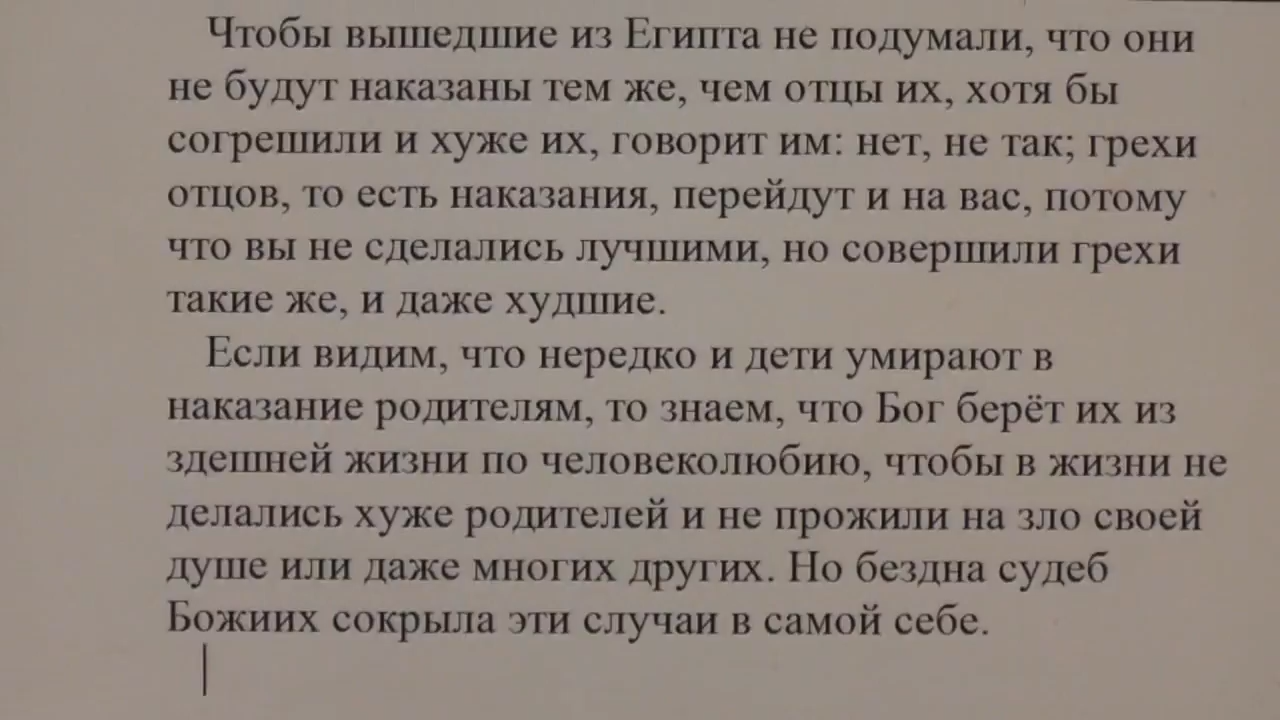 Чтобы вышедшие из Египта не подумали, что они
не будут наказаны тем же, чем отцы их, хотя бы
согрешили и хуже их, говорит им: нет, не так; грехи
отцов, то есть наказания, перейдут и на вас, потому
что вы не сделались лучшими, но совершили грехи
такие же, и даже худшие.
Если видим, что нередко и дети умирают в
наказание родителям, то знаем, что Бог берёт их из
здешней жизни по человеколюбию, чтобы в жизни не
делались хуже родителей и не прожили на зло своей
душе или даже многих других. Но бездна судеб
Божиих сокрыла эти случаи в самой себе.